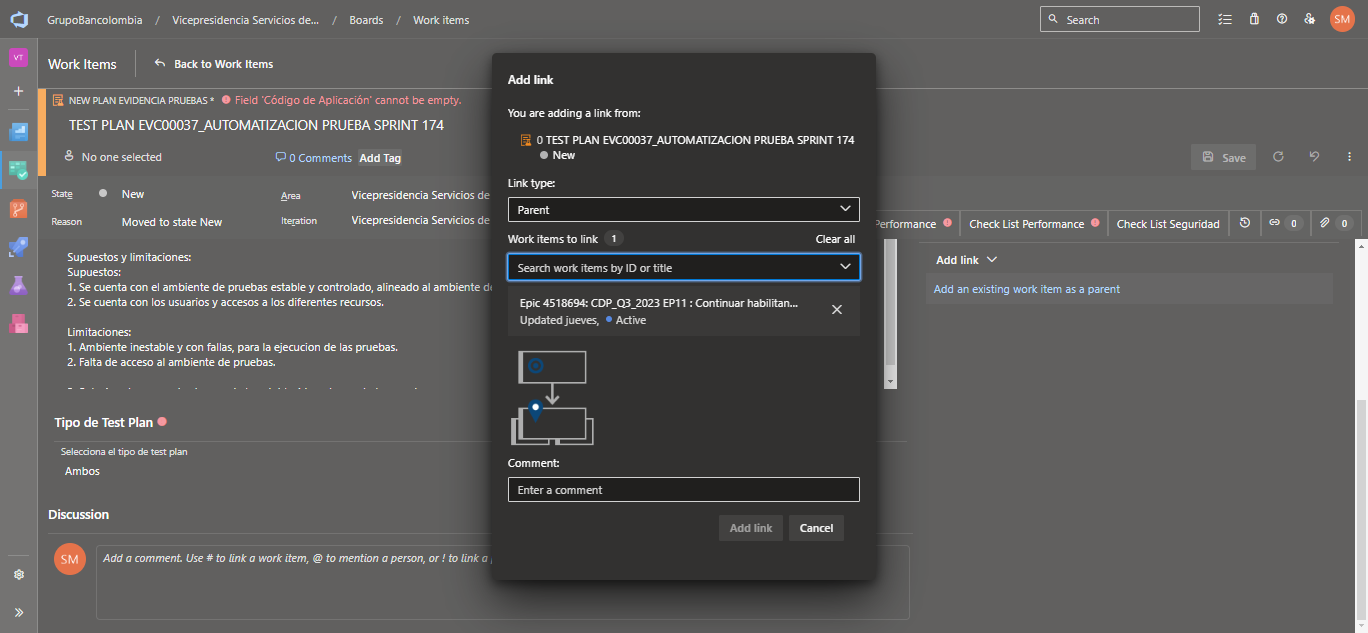 GrupoBancolombia / Vicepresidencia Servicios de... / Boards / Work items
Search
SM
VT
Work Items
Back to Work Items
NEW PLAN EVIDENCIA PRUEBAS * Field 'Código de Aplicación' cannot be empty.
TEST PLAN EVC00037_AUTOMATIZACION PRUEBA SPRINT 174
No one selected
0 Comments
Add Tag
Save
State
New
Area
Vicepresidencia Servicios de
Reason
Moved to state New
Iteration
Vicepresidencia Servicios de
Performance
Check List Performance
Check List Seguridad
0
0
Supuestos y limitaciones:
Supuestos:
1. Se cuenta con el ambiente de pruebas estable y controlado, alineado al ambiente de
2. Se cuenta con los usuarios y accesos a los diferentes recursos.
Limitaciones:
1. Ambiente inestable y con fallas, para la ejecucion de las pruebas.
2. Falta de acceso al ambiente de pruebas.
Tipo de Test Plan
Selecciona el tipo de test plan
Ambos
Discussion
SM
Add a comment. Use # to link a work item, @ to mention a person, or ! to link a
Add link
You are adding a link from:
0 TEST PLAN EVC00037_AUTOMATIZACION PRUEBA SPRINT 174
New
Link type:
Parent
Work items to link 1
Clear all
Search work items by ID or title
Epic 4518694: CDP_Q3_2023 EP11 : Continuar habilitan...
Updated jueves, Active
Comment:
Enter a comment
Add link
Cancel
Add link
Add an existing work item as a parent